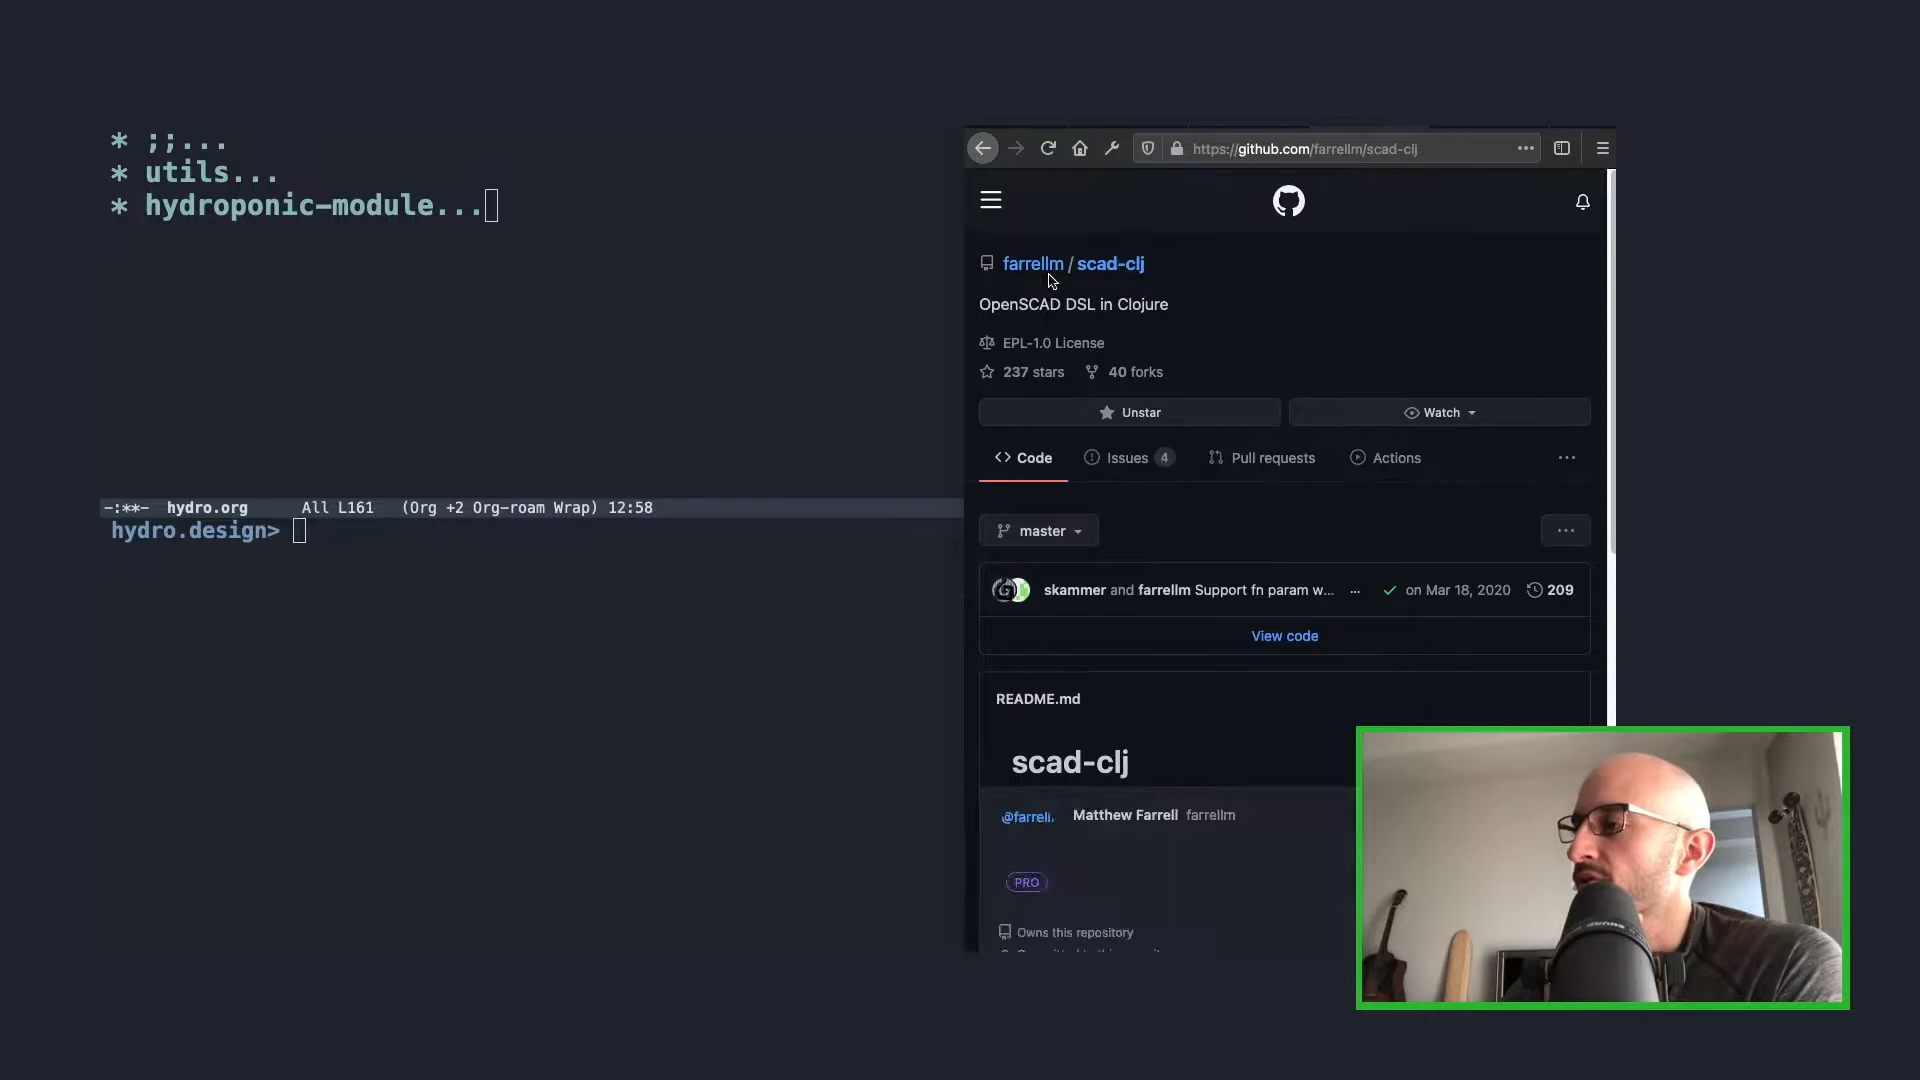 * ;;...
* utils...
* hydroponic-module...
-:**- hydro.org All L161 (Org +2 Org-roam Wrap) 12:58
hydro.design>
https://github.com/farrellm/scad-clj
farrellm / scad-clj
OpenSCAD DSL in Clojure
EPL-1.0 License
237 stars 40 forks
Unstar Watch
Code Issues 4 Pull requests Actions ...
master ...
skammer and farrellm Support fn param w... ... on Mar 18, 2020 209
View code
README.md
scad-clj
@farrell Matthew Farrell farrellm
PRO
Owns this repository